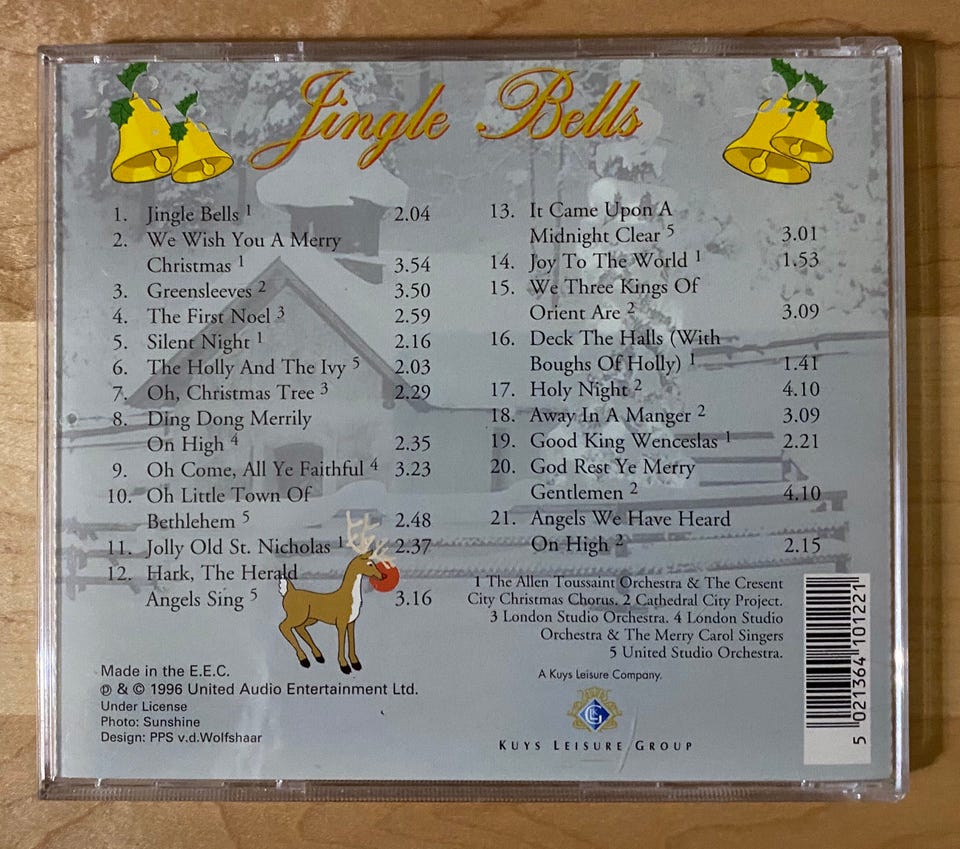 Jingle Bells
1. Jingle Bells 1 2.04
2. We Wish You A Merry
Christmas 1 3.54
3. Greensleeves 2 3.50
4. The First Noel 3 2.59
5. Silent Night 1 2.16
6. The Holly And The Ivy 5 2.03
7. Oh, Christmas Tree 3 2.29
8. Ding Dong Merrily
On High 4 2.35
9. Oh Come, All Ye Faithful 4 3.23
10. Oh Little Town Of
Bethlehem 5 2.48
11. Jolly Old St. Nicholas 1 2.37
12. Hark, The Herald
Angels Sing 5 3.16
13. It Came Upon A
Midnight Clear 5 3.01
14. Joy To The World 1 1.53
15. We Three Kings Of
Orient Are 2 3.09
16. Deck The Halls (With
Boughs Of Holly) 1 1.41
17. Holy Night 2 4.10
18. Away In A Manger 2 3.09
19. Good King Wenceslas 1 2.21
20. God Rest Ye Merry
Gentlemen 2 4.10
21. Angels We Have Heard
On High 2 2.15
1 The Allen Toussaint Orchestra & The Cresent
City Christmas Chorus. 2 Cathedral City Project.
3 London Studio Orchestra. 4 London Studio
Orchestra & The Merry Carol Singers
5 United Studio Orchestra.
A Kuys Leisure Company.
KUYS LEISURE GROUP
Made in the E.E.C.
℗ & © 1996 United Audio Entertainment Ltd.
Under License
Photo: Sunshine
Design: PPS v.d.Wolfshaar
5 021364 101221